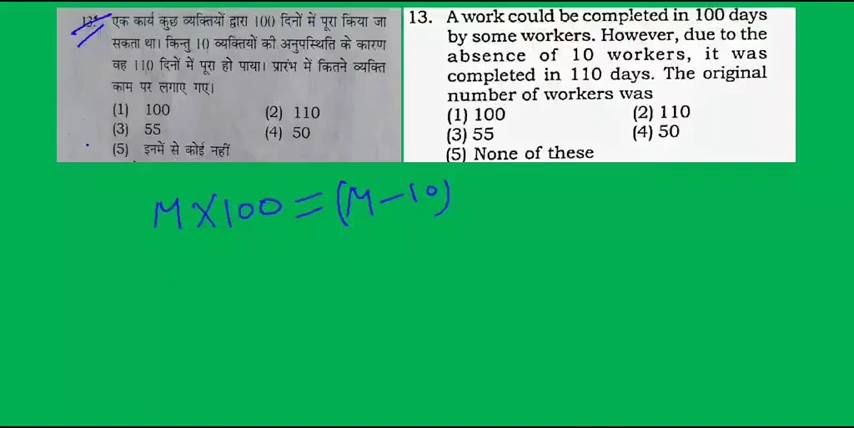 13. एक कार्य कुछ व्यक्तियों द्वारा 100 दिनों में पूरा किया जा
सकता था। किन्तु 10 व्यक्तियों की अनुपस्थिति के कारण
वह 110 दिनों में पूरा हो पाया। प्रारंभ में कितने व्यक्ति
काम पर लगाए गए।
(1) 100 (2) 110
(3) 55 (4) 50
(5) इनमें से कोई नहीं
13. A work could be completed in 100 days
by some workers. However, due to the
absence of 10 workers, it was
completed in 110 days. The original
number of workers was
(1) 100 (2) 110
(3) 55 (4) 50
(5) None of these
M×100=(M-10)